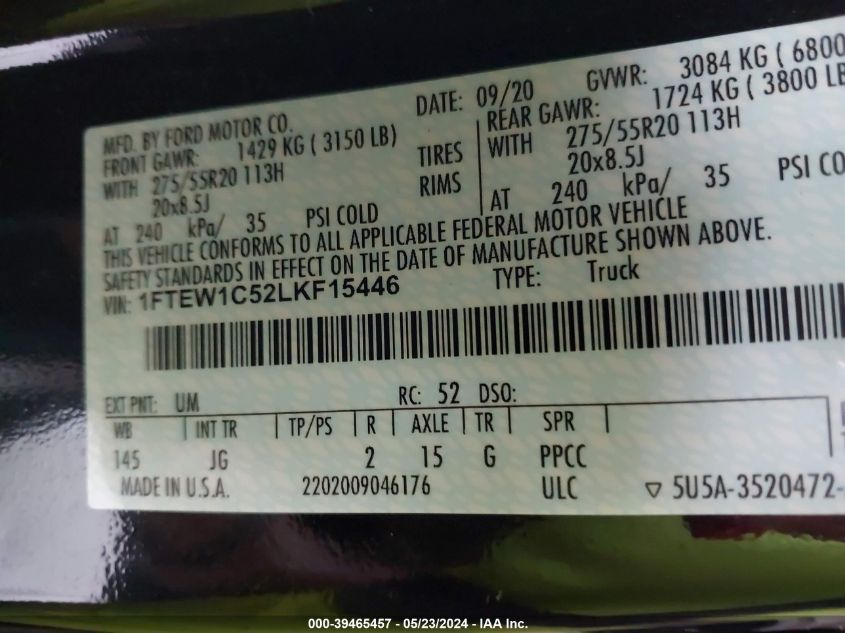 MFD. BY FORD MOTOR CO. DATE: 09/20 GVWR: 3084 KG ( 6800
FRONT GAWR: 1429 KG ( 3150 LB) REAR GAWR: 1724 KG ( 3800 LB
WITH 275/55R20 113H TIRES WITH 275/55R20 113H
20x8.5J RIMS 20x8.5J
AT 240 kPa/ 35 PSI COLD AT 240 kPa/ 35 PSI COL
THIS VEHICLE CONFORMS TO ALL APPLICABLE FEDERAL MOTOR VEHICLE
SAFETY STANDARDS IN EFFECT ON THE DATE OF MANUFACTURE SHOWN ABOVE.
VIN: 1FTEW1C52LKF15446 TYPE: Truck
EXT PNT: UM RC: 52 DSO:
WB INT TR TP/PS R AXLE TR SPR
145 JG 2 15 G PPCC
MADE IN U.S.A. 2202009046176 ULC ▽ 5U5A-3520472-
000-39465457 - 05/23/2024 - IAA Inc.